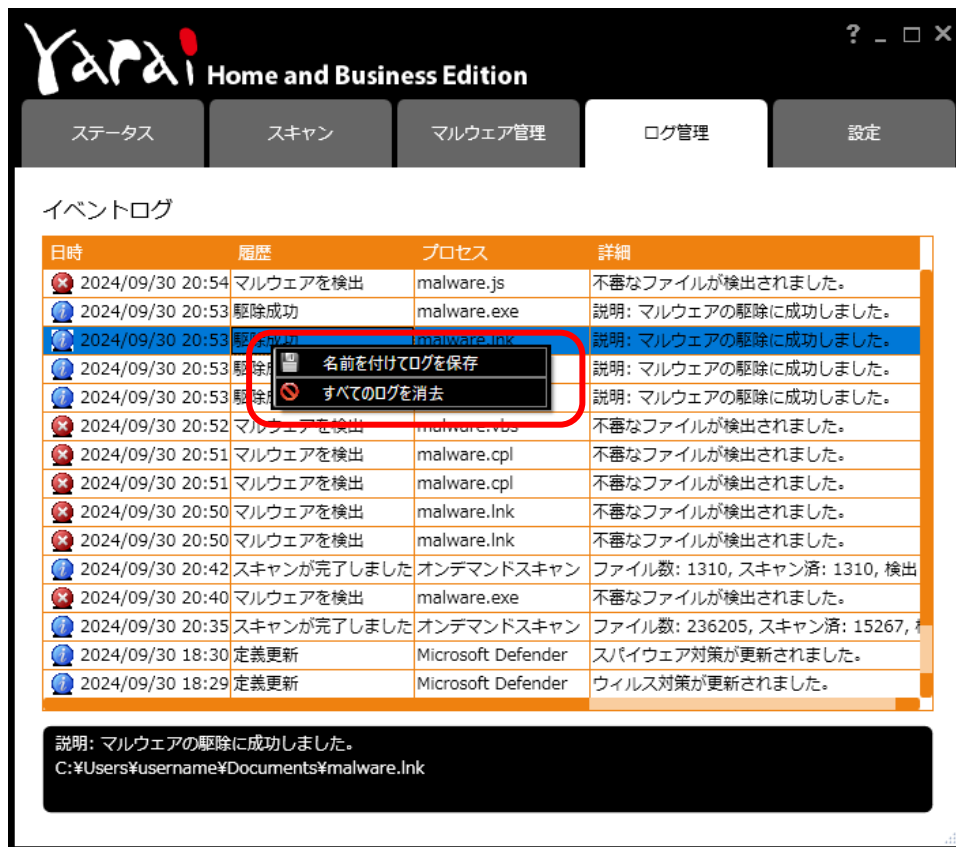 Yarai Home and Business Edition
? _ □ ×
ステータス スキャン マルウェア管理 ログ管理 設定
イベントログ
日時 履歴 プロセス 詳細
2024/09/30 20:54 マルウェアを検出 malware.js 不審なファイルが検出されました。
2024/09/30 20:53 駆除成功 malware.exe 説明: マルウェアの駆除に成功しました。
2024/09/30 20:53 駆除成功 malware.lnk 説明: マルウェアの駆除に成功しました。
名前を付けてログを保存
2024/09/30 20:53 駆除 説明: マルウェアの駆除に成功しました。
すべてのログを消去
2024/09/30 20:53 駆除 説明: マルウェアの駆除に成功しました。
2024/09/30 20:52 マルウェアを検出 malware.vbs 不審なファイルが検出されました。
2024/09/30 20:51 マルウェアを検出 malware.cpl 不審なファイルが検出されました。
2024/09/30 20:51 マルウェアを検出 malware.cpl 不審なファイルが検出されました。
2024/09/30 20:50 マルウェアを検出 malware.lnk 不審なファイルが検出されました。
2024/09/30 20:50 マルウェアを検出 malware.lnk 不審なファイルが検出されました。
2024/09/30 20:42 スキャンが完了しました オンデマンドスキャン ファイル数: 1310, スキャン済: 1310, 検出
2024/09/30 20:40 マルウェアを検出 malware.exe 不審なファイルが検出されました。
2024/09/30 20:35 スキャンが完了しました オンデマンドスキャン ファイル数: 236205, スキャン済: 15267,
2024/09/30 18:30 定義更新 Microsoft Defender スパイウェア対策が更新されました。
2024/09/30 18:29 定義更新 Microsoft Defender ウィルス対策が更新されました。
説明: マルウェアの駆除に成功しました。
C:¥Users¥username¥Documents¥malware.lnk